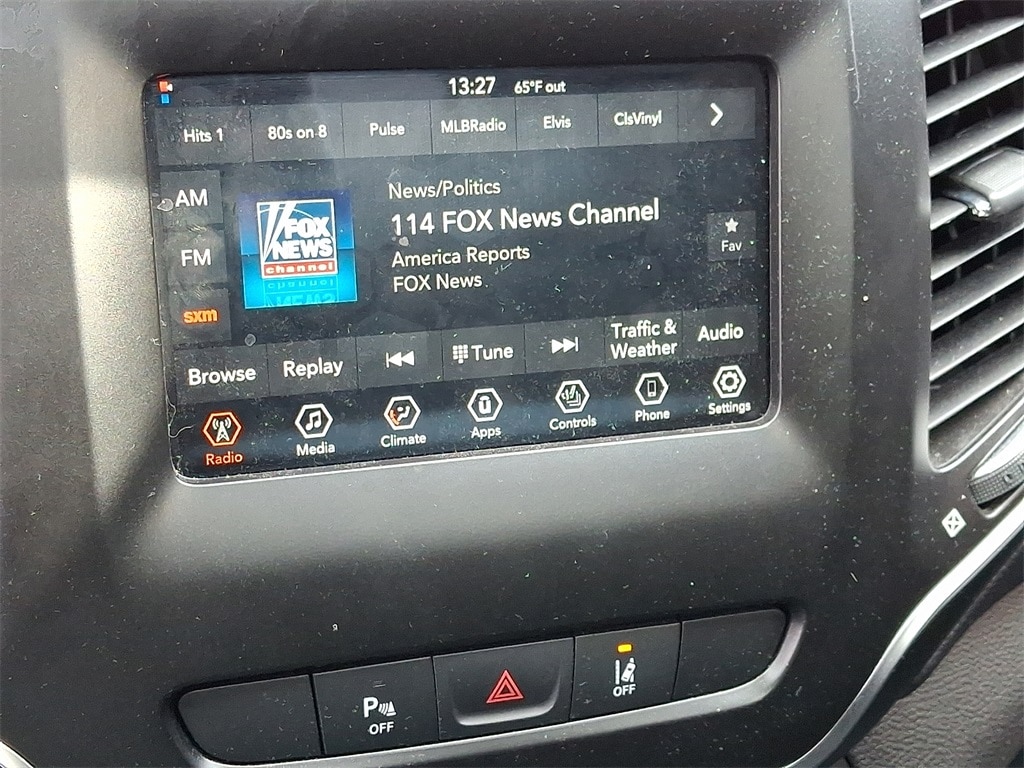 13:27 65°F out
Hits 1 80s on 8 Pulse MLBRadio Elvis ClsVinyl
AM
FM
sxm
FOX
NEWS
channel
News/Politics
114 FOX News Channel
America Reports
FOX News
Fav
Browse Replay Tune Traffic & Weather Audio
Radio Media Climate Apps Controls Phone Settings
P OFF
OFF